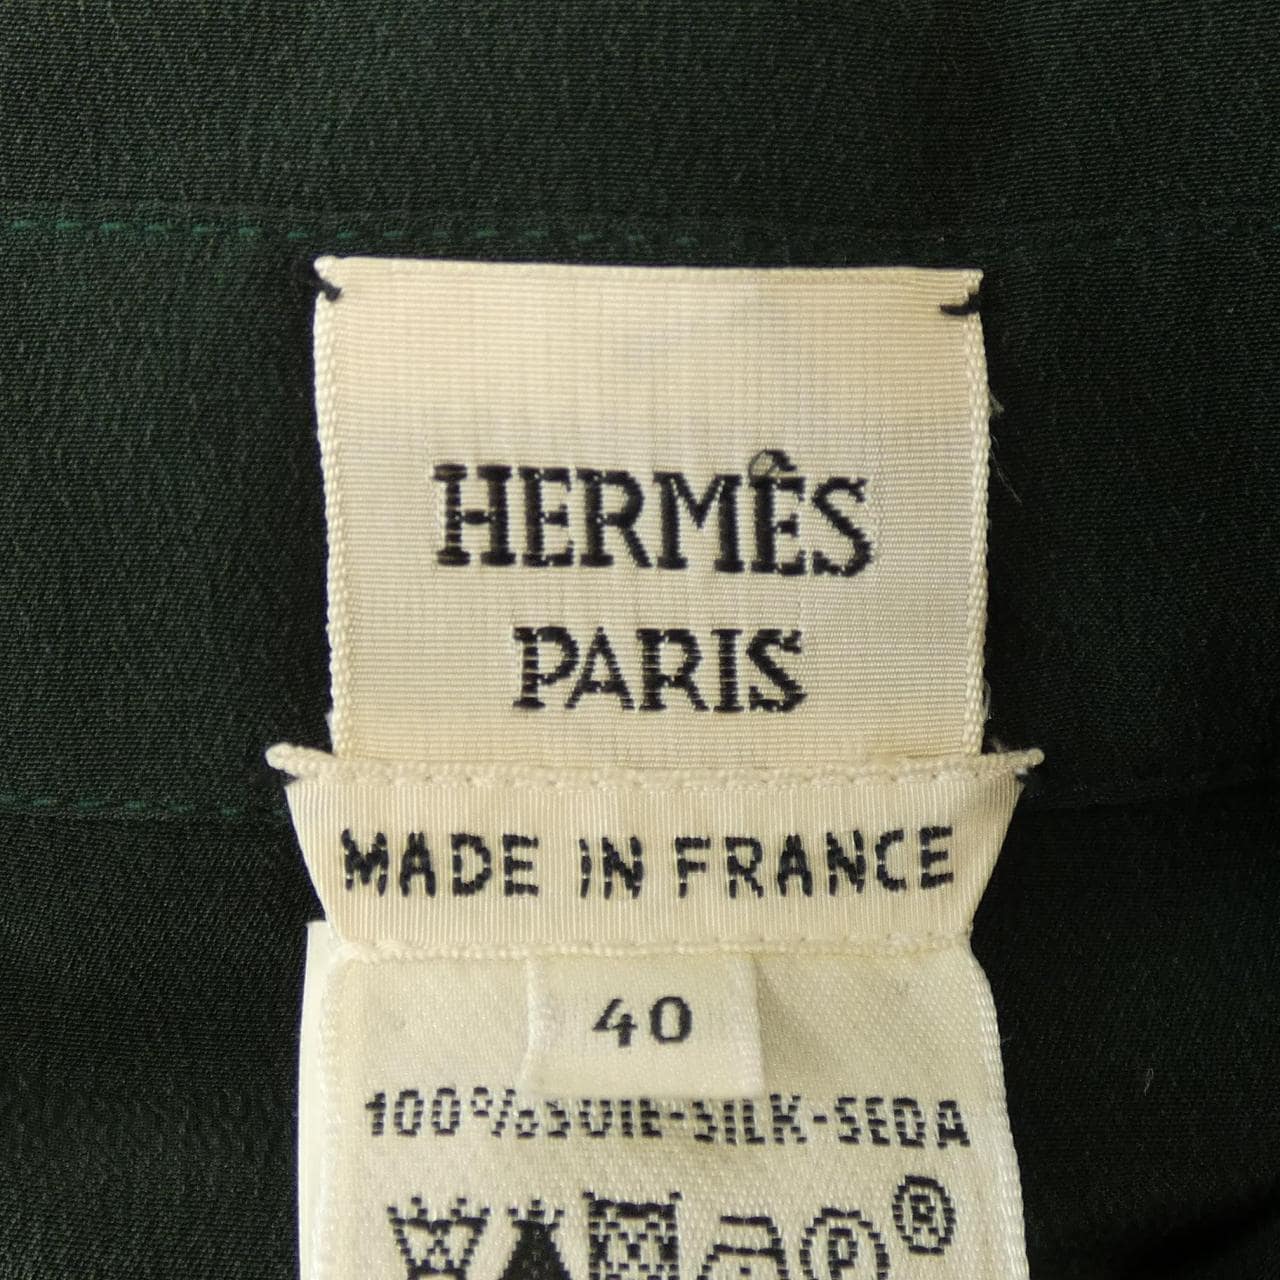 HERMÈS
PARIS
MADE IN FRANCE
40
100%SOIE-SILK-SEDA
P
®